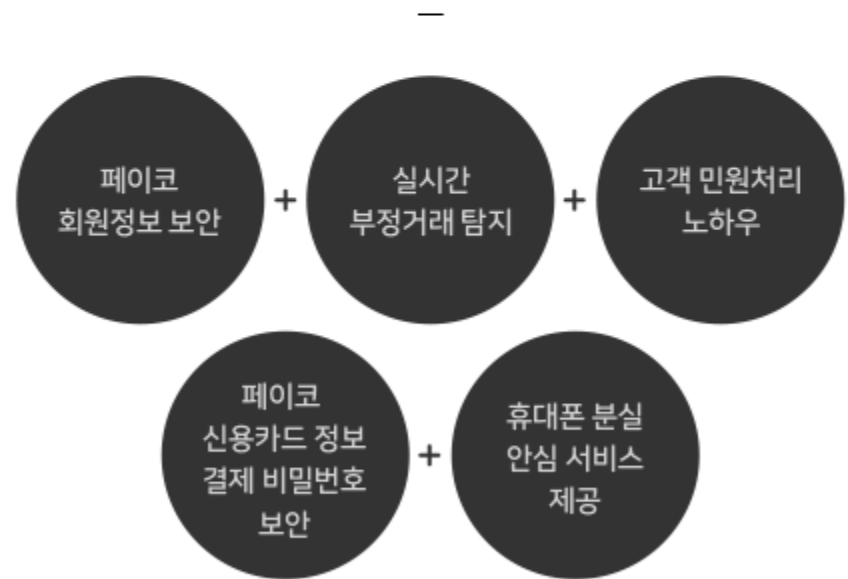 페이코
회원정보 보안
+
실시간
부정거래 탐지
+
고객 민원처리
노하우
페이코
신용카드 정보
결제 비밀번호
보안
+
휴대폰 분실
안심 서비스
제공